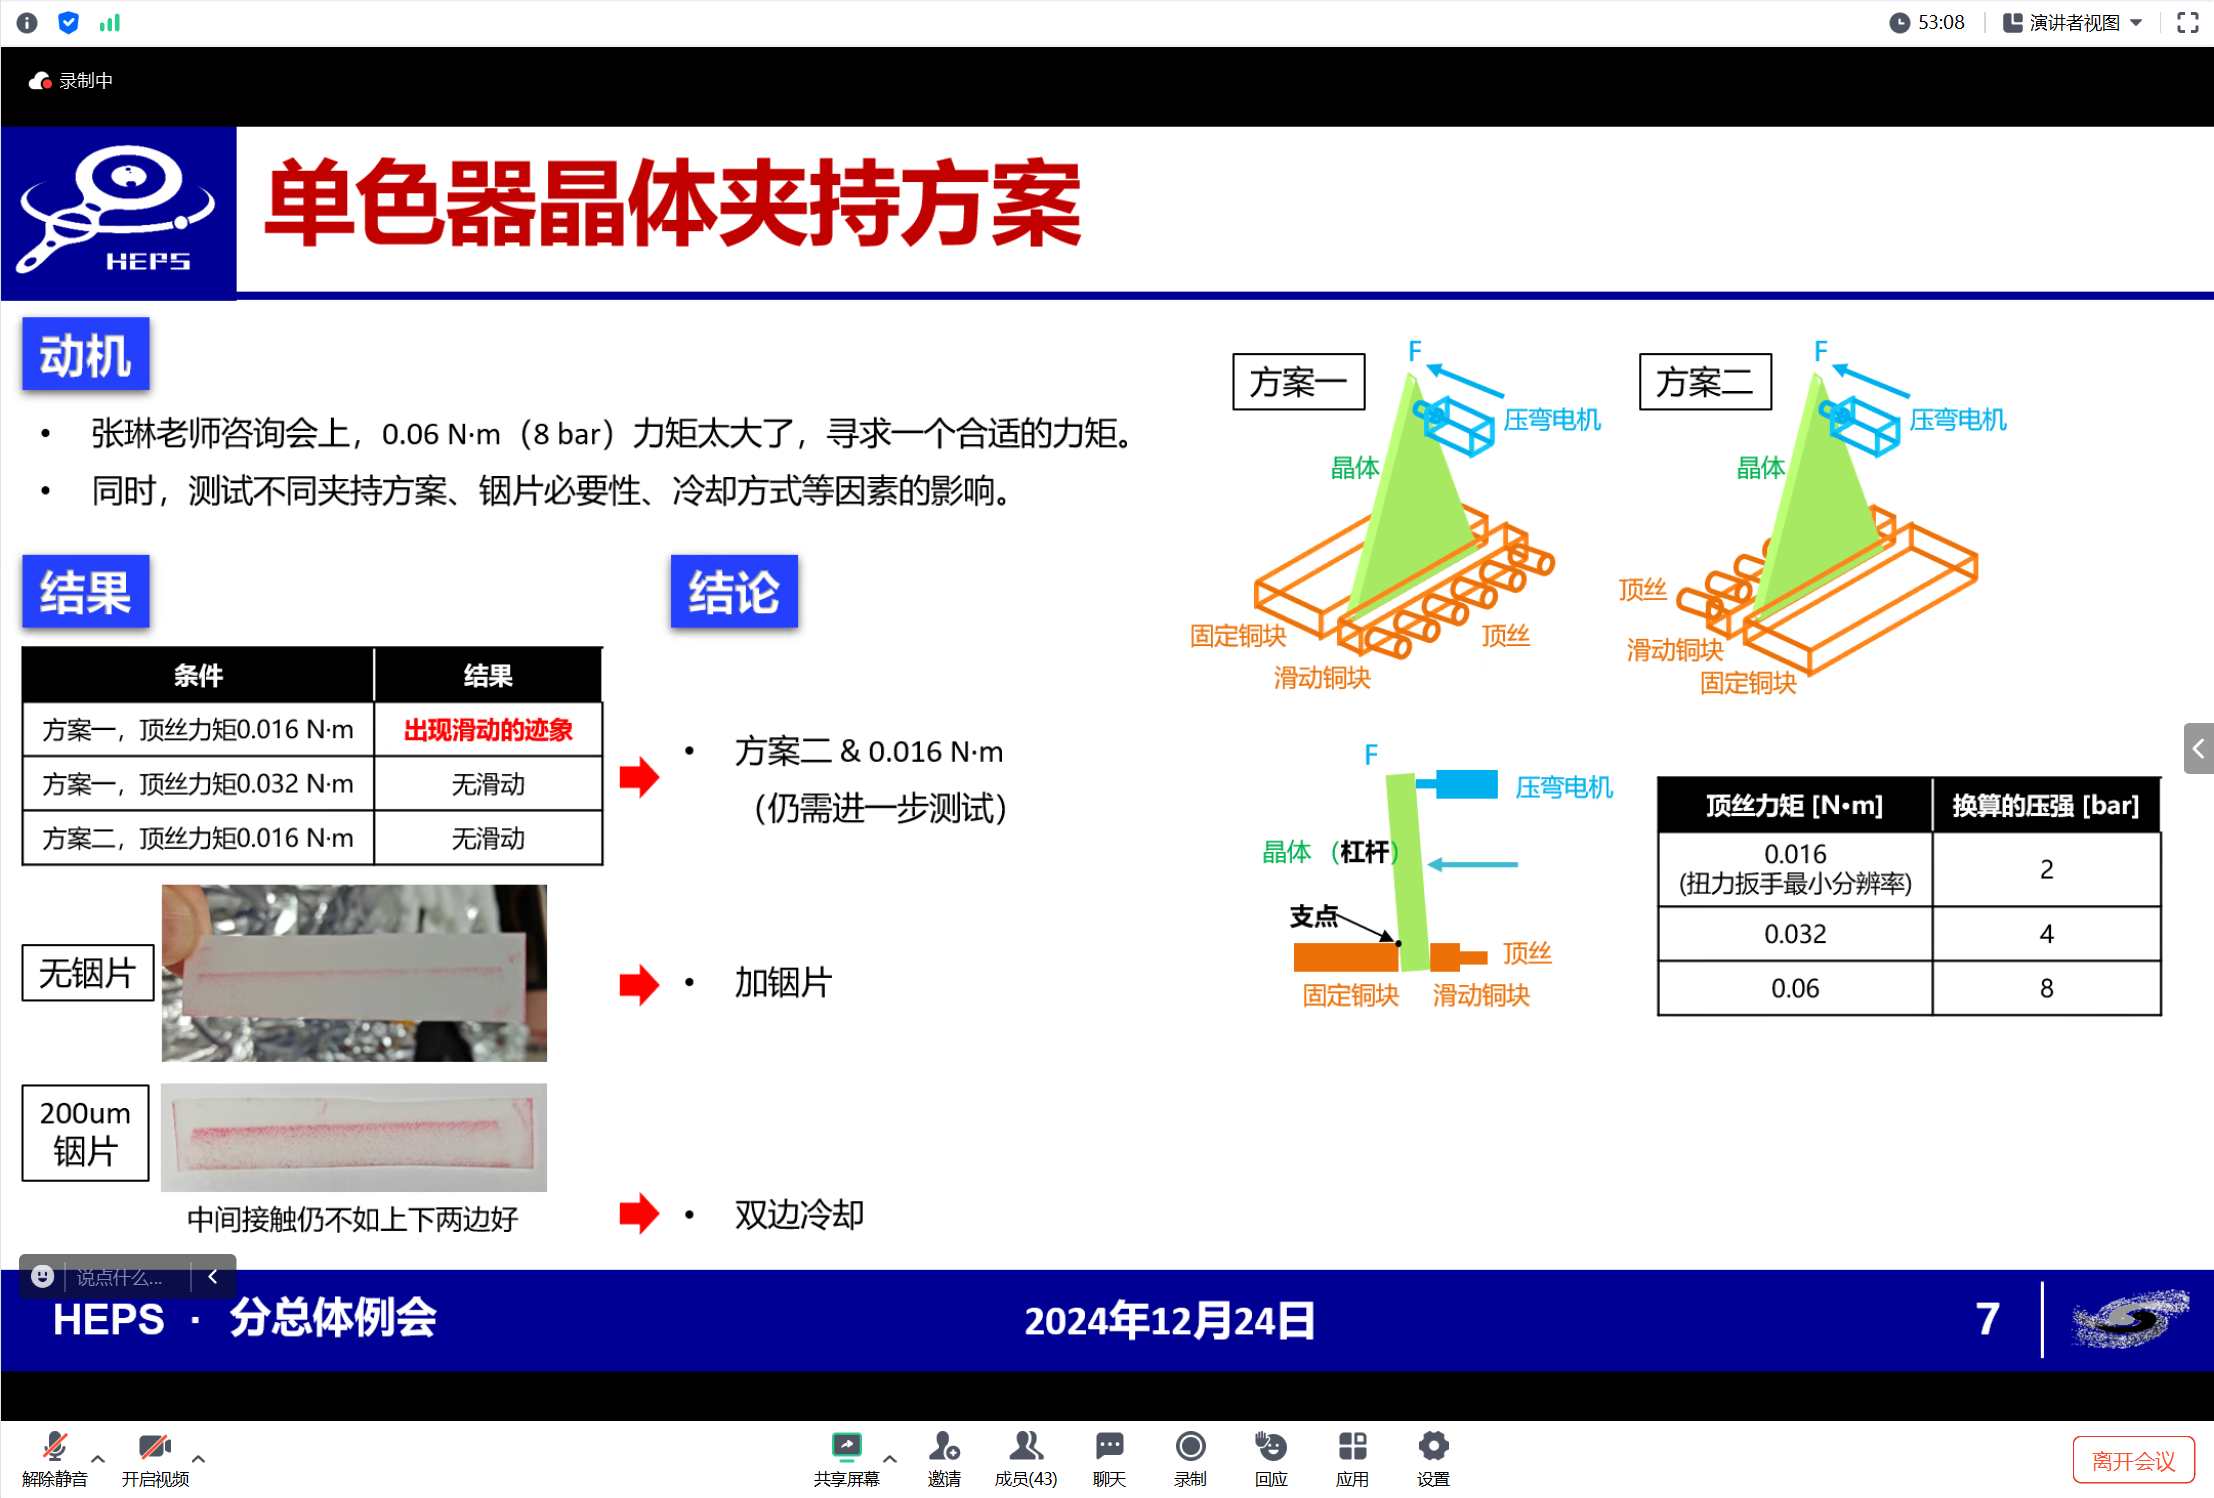 53:08
演讲者视图
录制中
HEPS
单色器晶体夹持方案
动机
• 张琳老师咨询会上，0.06 N·m（8 bar）力矩太大了，寻求一个合适的力矩。
• 同时，测试不同夹持方案、铟片必要性、冷却方式等因素的影响。
结果
条件 结果
方案一，顶丝力矩0.016 N·m 出现滑动的迹象
方案一，顶丝力矩0.032 N·m 无滑动
方案二，顶丝力矩0.016 N·m 无滑动
无铟片
200um
铟片
中间接触仍不如上下两边好
结论
• 方案二 & 0.016 N·m
（仍需进一步测试）
• 加铟片
• 双边冷却
方案一
F
压弯电机
晶体
固定铜块
顶丝
滑动铜块
方案二
F
压弯电机
晶体
顶丝
滑动铜块
固定铜块
F
压弯电机
晶体（杠杆）
支点
顶丝
固定铜块
滑动铜块
顶丝力矩 [N•m] 换算的压强 [bar]
0.016
(扭力扳手最小分辨率) 2
0.032 4
0.06 8
说点什么...
HEPS · 分总体例会
2024年12月24日
7
解除静音
开启视频
共享屏幕
邀请
成员(43)
聊天
录制
回应
应用
设置
离开会议